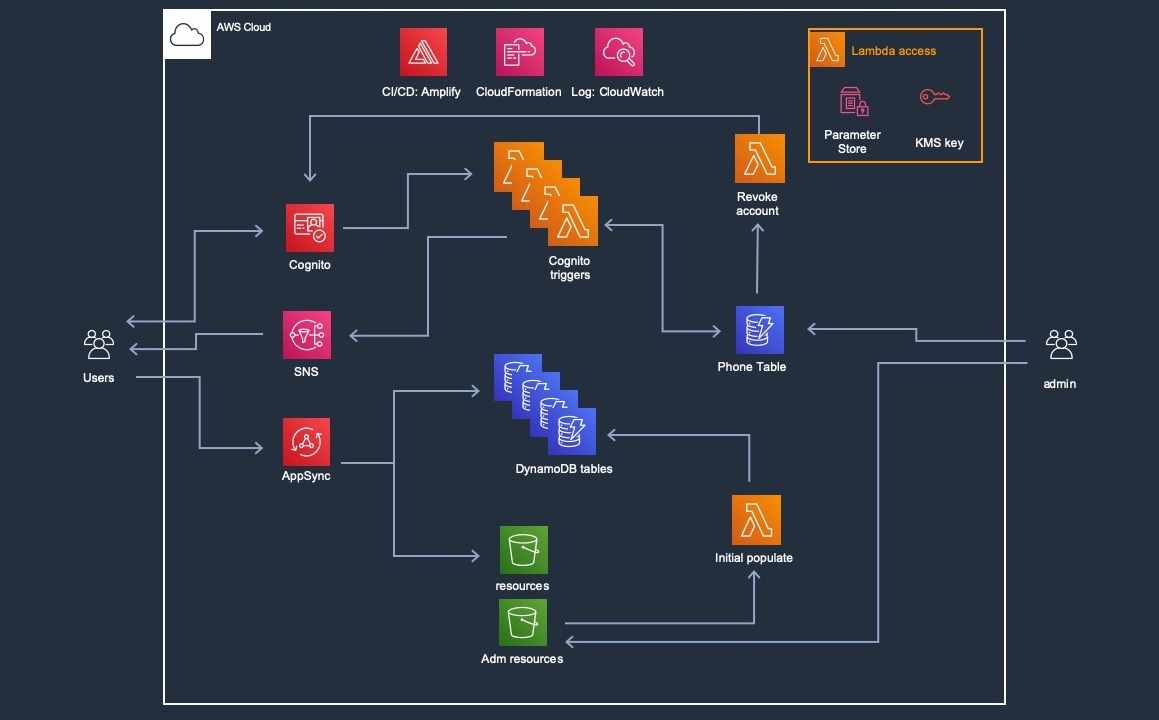 AWS Cloud
CI/CD: Amplify
CloudFormation
Log: CloudWatch
Lambda access
Parameter
Store
KMS key
Revoke
account
Cognito
Cognito
triggers
Users
SNS
Phone Table
admin
AppSync
DynamoDB tables
Initial populate
resources
Adm resources